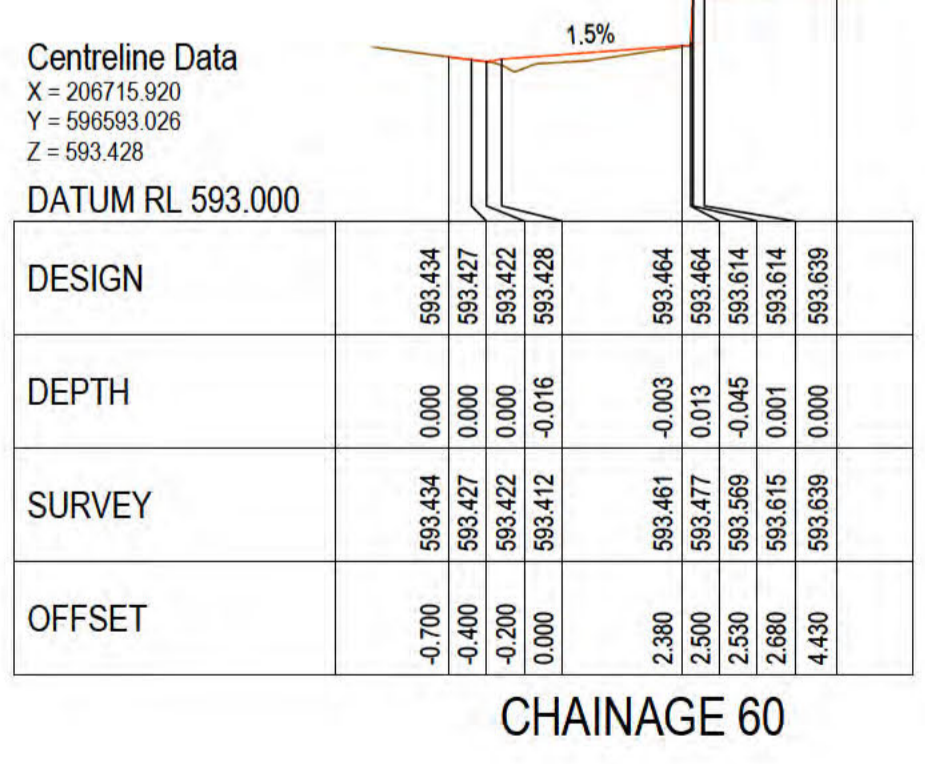 1.5%
Centreline Data
X = 206715.920
Y = 596593.026
Z = 593.428
DATUM RL 593.000
DESIGN 593.434 593.427 593.422 593.428 593.464 593.464 593.614 593.614 593.639
DEPTH 0.000 0.000 0.000 -0.016 -0.003 0.013 -0.045 0.001 0.000
SURVEY 593.434 593.427 593.422 593.412 593.461 593.477 593.569 593.615 593.639
OFFSET -0.700 -0.400 -0.200 0.000 2.380 2.500 2.530 2.680 4.430
CHAINAGE 60